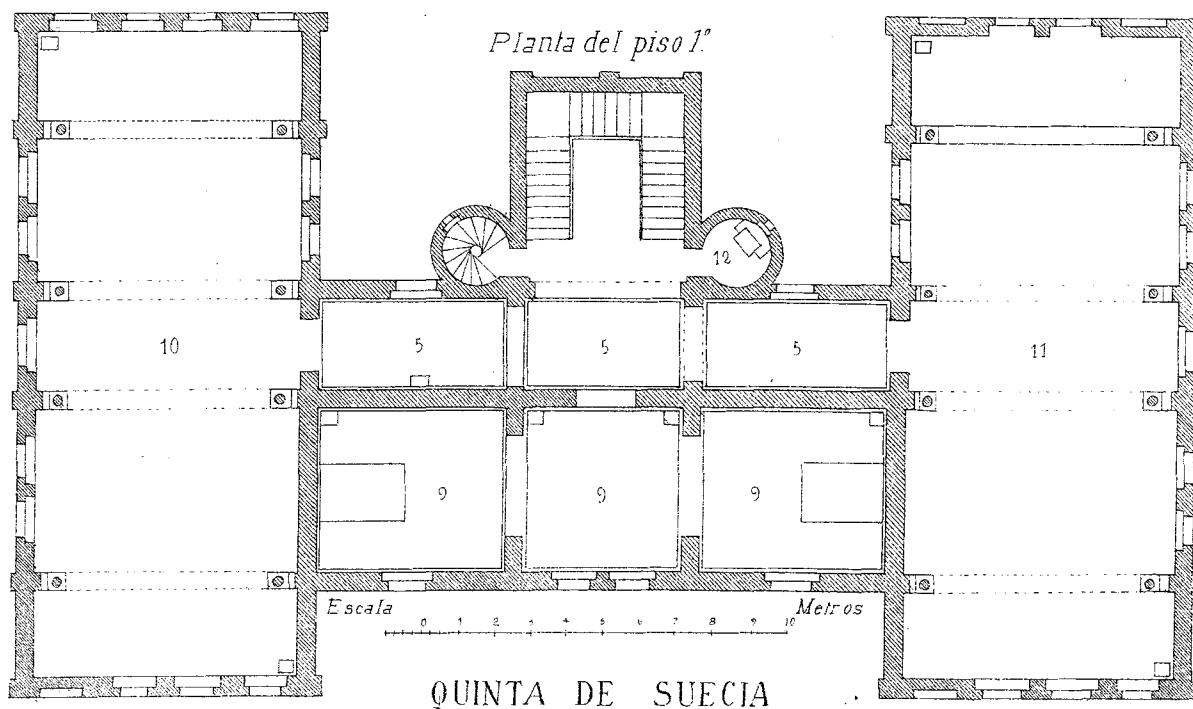 Planta del piso 1.º
12
10 5 5 5 11
9 9 9
Escala Metros
0 1 2 3 4 5 6 7 8 9 10
QUINTA DE SUECIA